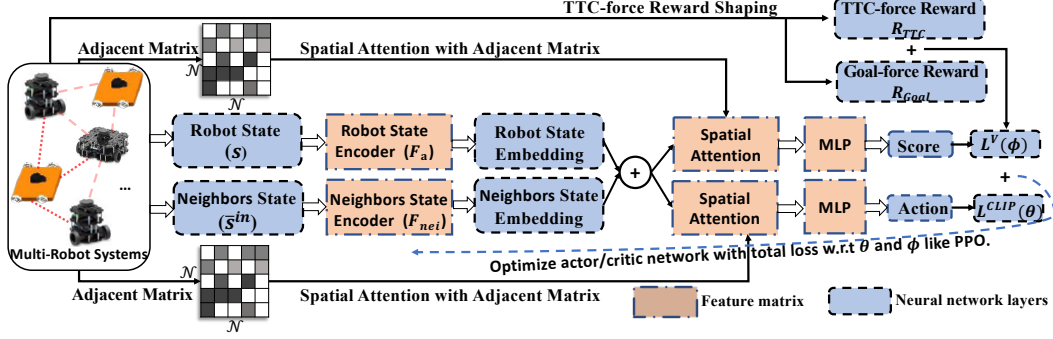 TTC-force Reward Shaping
TTC-force Reward
R_TTC
+
Goal-force Reward
R_Goal
Adjacent Matrix
𝒩
𝒩
Spatial Attention with Adjacent Matrix
Multi-Robot Systems
...
Robot State
(s)
Robot State
Encoder (F_a)
Robot State
Embedding
Neighbors State
(s̄^in)
Neighbors State
Encoder (F_nei)
Neighbors State
Embedding
+
Spatial
Attention
MLP
Score
L^V(ϕ)
+
Spatial
Attention
MLP
Action
L^CLIP(θ)
Optimize actor/critic network with total loss w.r.t θ and ϕ like PPO.
Adjacent Matrix
𝒩
𝒩
Spatial Attention with Adjacent Matrix
Feature matrix
Neural network layers